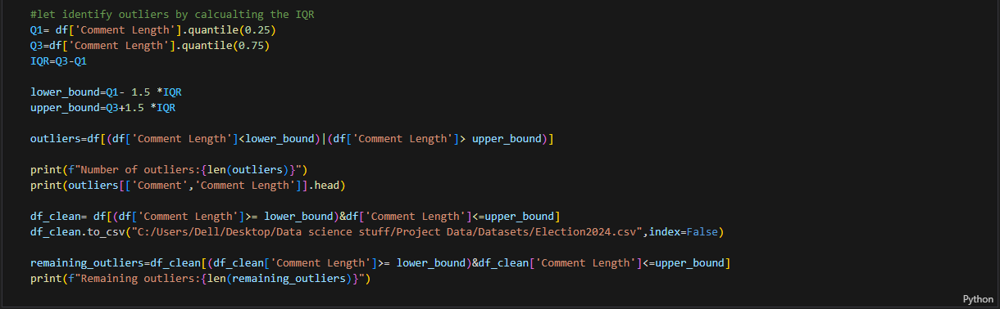 #let identify outliers by calcualting the IQR
Q1= df['Comment Length'].quantile(0.25)
Q3=df['Comment Length'].quantile(0.75)
IQR=Q3-Q1
lower_bound=Q1- 1.5 *IQR
upper_bound=Q3+1.5 *IQR
outliers=df[(df['Comment Length']<lower_bound)|(df['Comment Length']> upper_bound)]
print(f"Number of outliers:{len(outliers)}")
print(outliers[['Comment','Comment Length']].head)
df_clean= df[(df['Comment Length']>= lower_bound)&df['Comment Length']<=upper_bound]
df_clean.to_csv("C:/Users/Dell/Desktop/Data science stuff/Project Data/Datasets/Election2024.csv",index=False)
remaining_outliers=df_clean[(df_clean['Comment Length']>= lower_bound)&df_clean['Comment Length']<=upper_bound]
print(f"Remaining outliers:{len(remaining_outliers)}")
Python